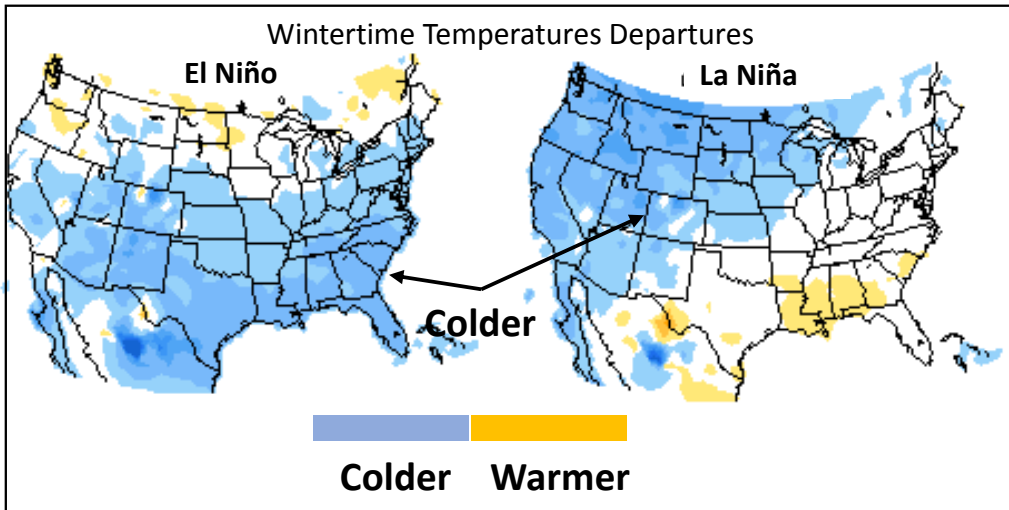 Wintertime Temperatures Departures
El Niño
La Niña
Colder
Colder
Warmer